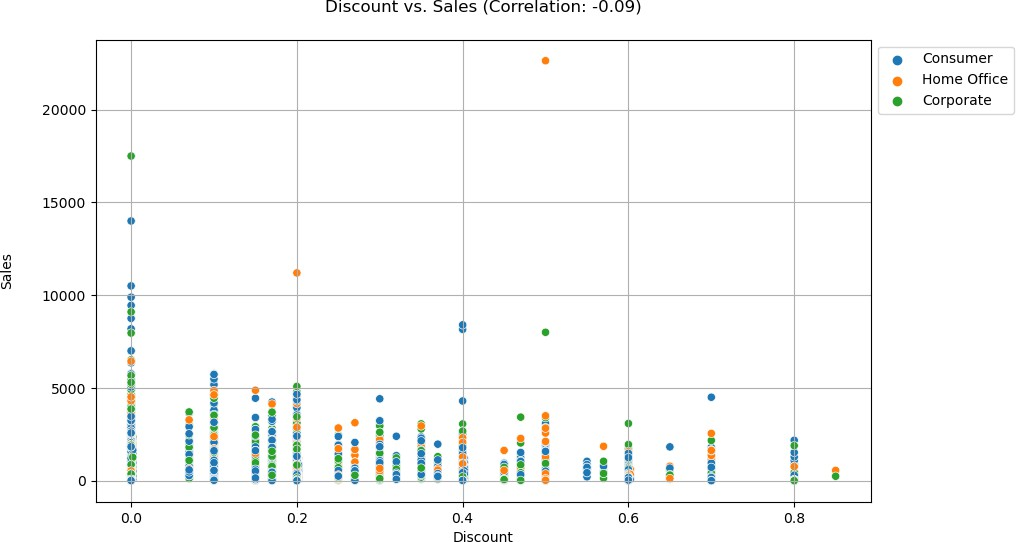 Discount vs. Sales (Correlation: -0.09)
Consumer
Home Office
Corporate
20000
15000
10000
5000
0
Sales
0.0 0.2 0.4 0.6 0.8
Discount